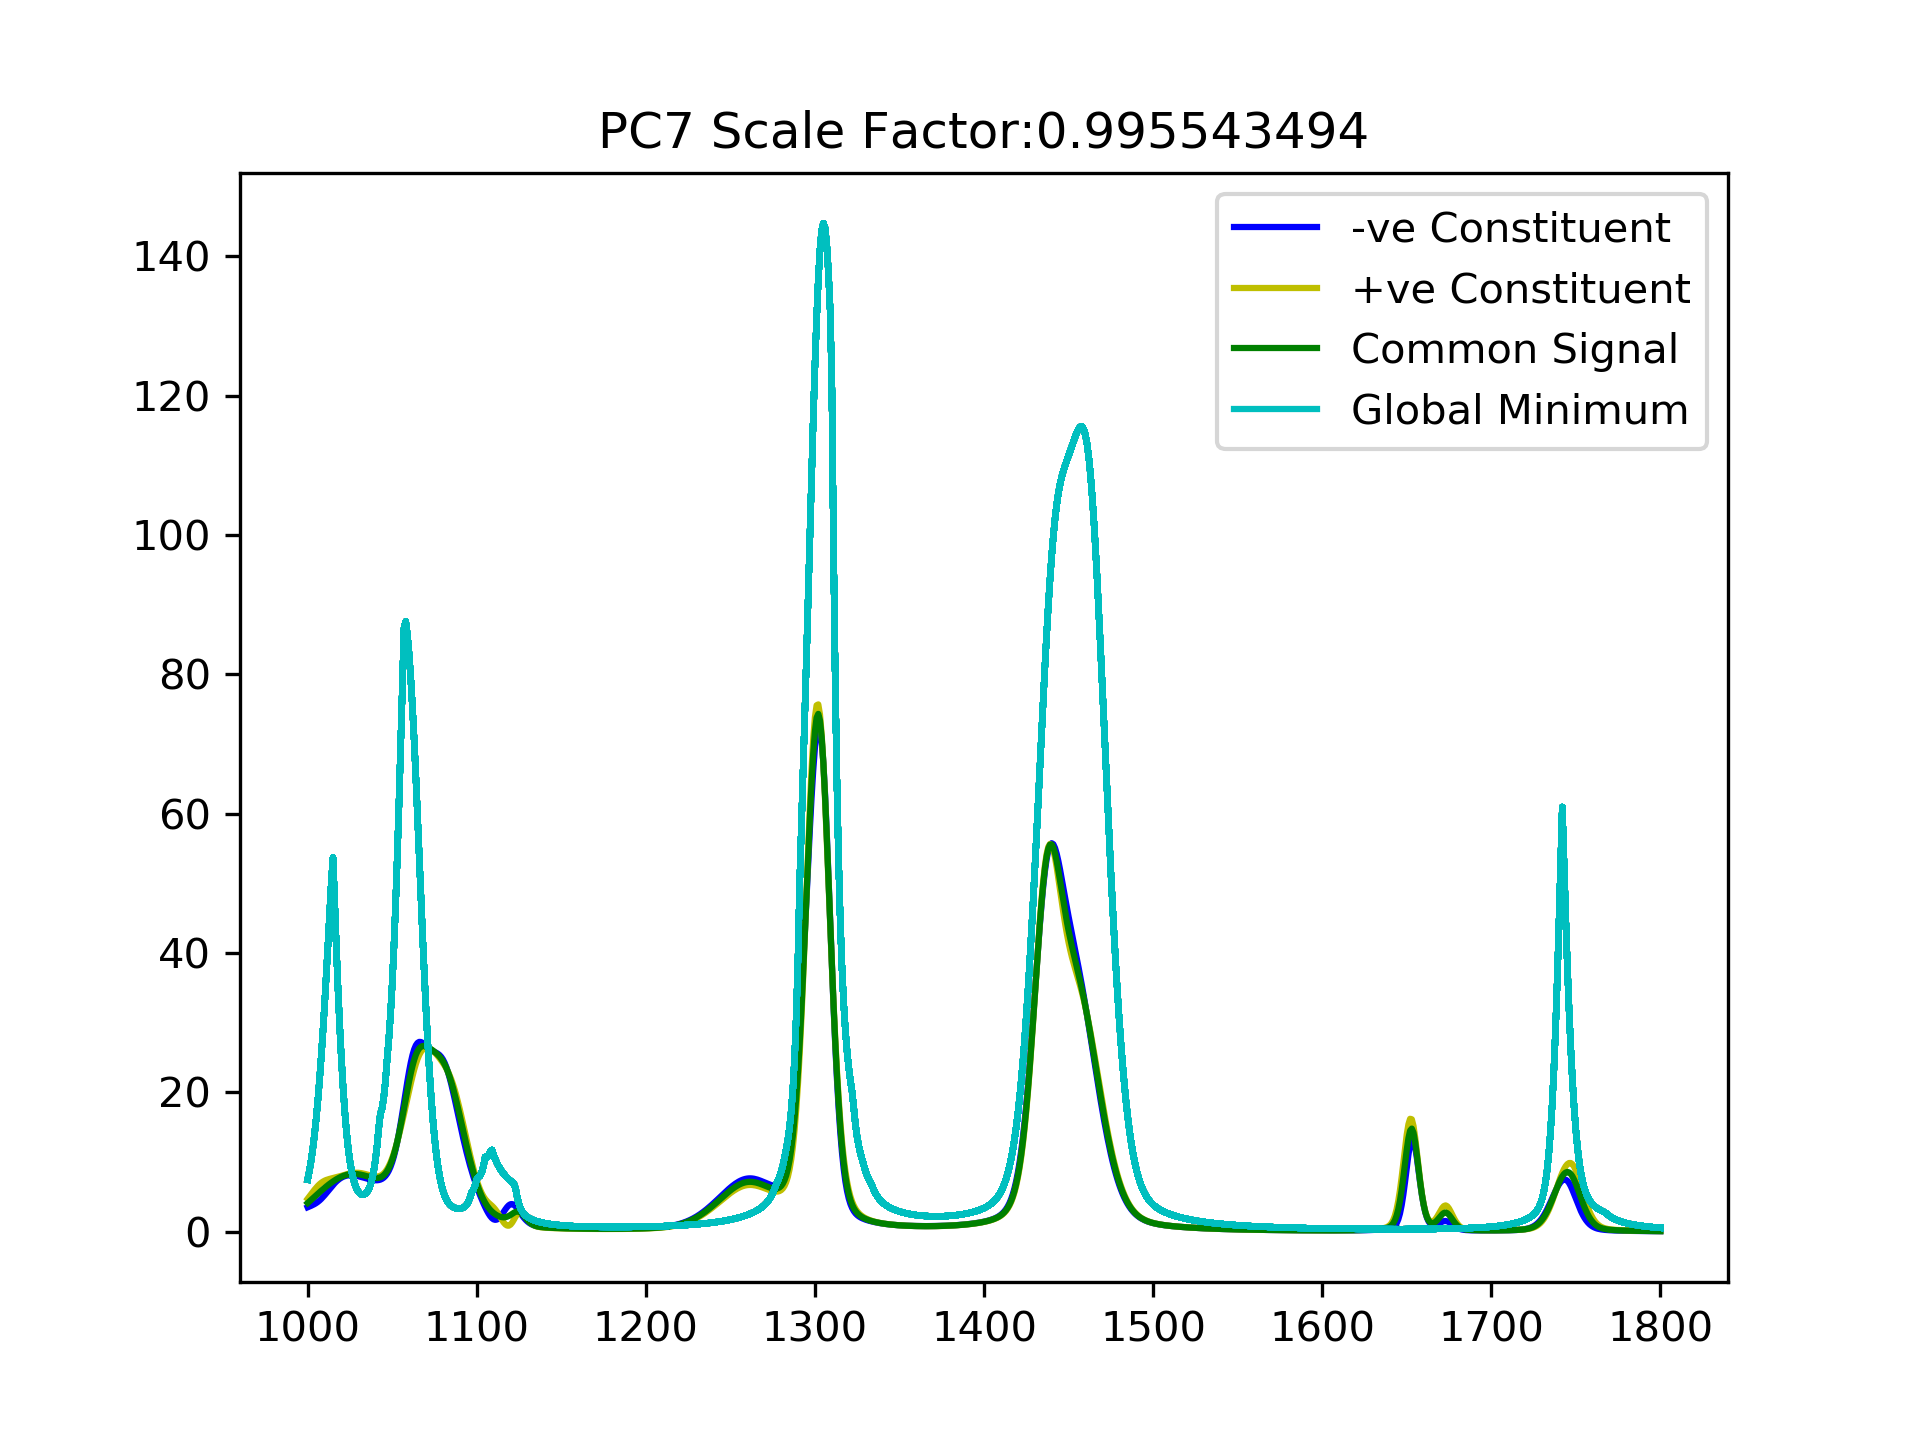 PC7 Scale Factor:0.995543494
-ve Constituent
+ve Constituent
Common Signal
Global Minimum
140
120
100
80
60
40
20
0
1000 1100 1200 1300 1400 1500 1600 1700 1800